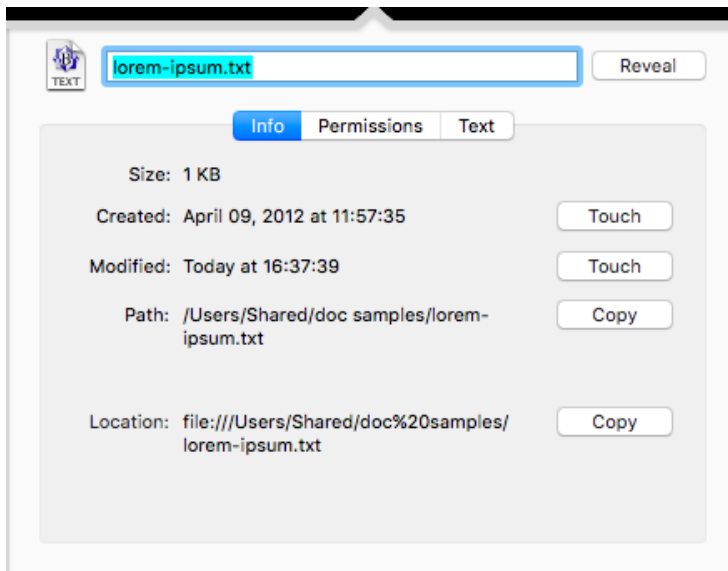 TEXT
lorem-ipsum.txt
Reveal
Info Permissions Text
Size: 1 KB
Created: April 09, 2012 at 11:57:35 Touch
Modified: Today at 16:37:39 Touch
Path: /Users/Shared/doc samples/lorem- Copy
ipsum.txt
Location: file:///Users/Shared/doc%20samples/ Copy
lorem-ipsum.txt